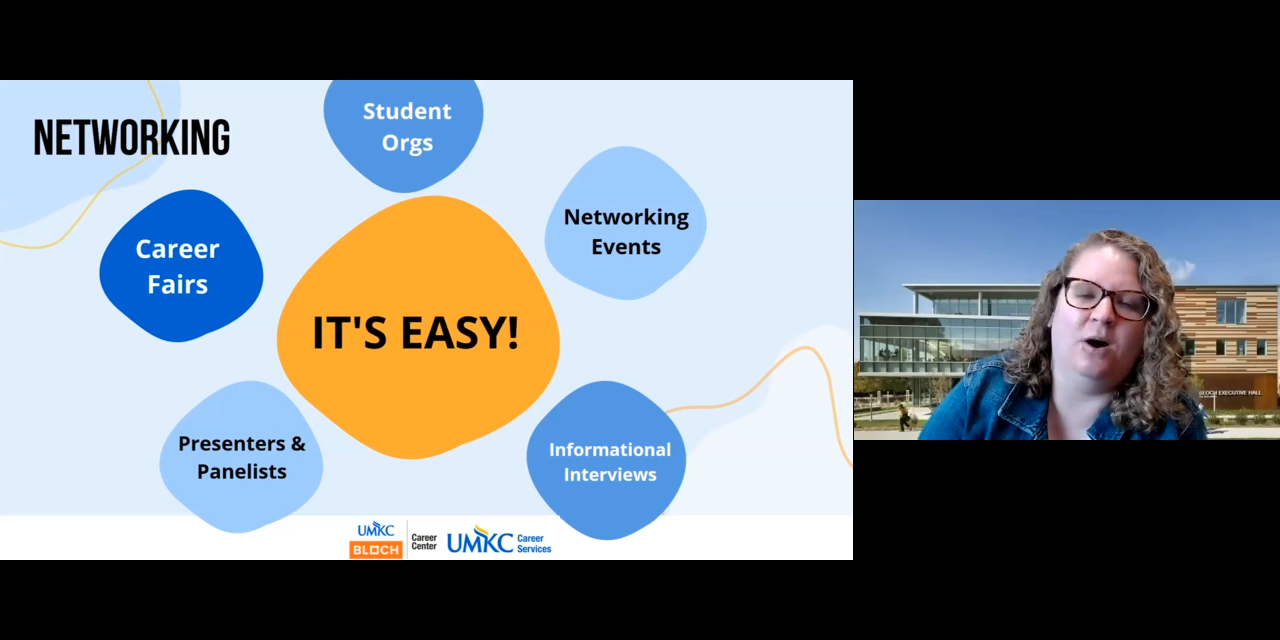 NETWORKING
Student
Orgs
Networking
Events
Career
Fairs
IT'S EASY!
Presenters &
Panelists
Informational
Interviews
UMKC
BLOCH
Career
Center
UMKC
Career
Services
BLOCH EXECUTIVE HALL